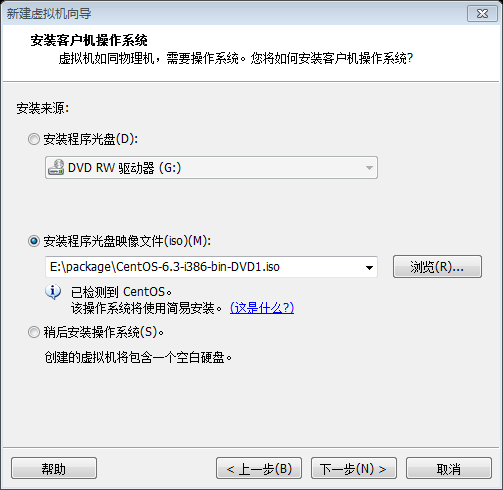 新建虚拟机向导
安装客户机操作系统
虚拟机如同物理机，需要操作系统。您将如何安装客户机操作系统?
安装来源:
安装程序光盘(D):
DVD RW 驱动器 (G:)
安装程序光盘映像文件(iso)(M):
E:\package\CentOS-6.3-i386-bin-DVD1.iso
浏览(R)...
已检测到 CentOS。
该操作系统将使用简易安装。 (这是什么?)
稍后安装操作系统(S)。
创建的虚拟机将包含一个空白硬盘。
帮助
< 上一步(B)
下一步(N) >
取消